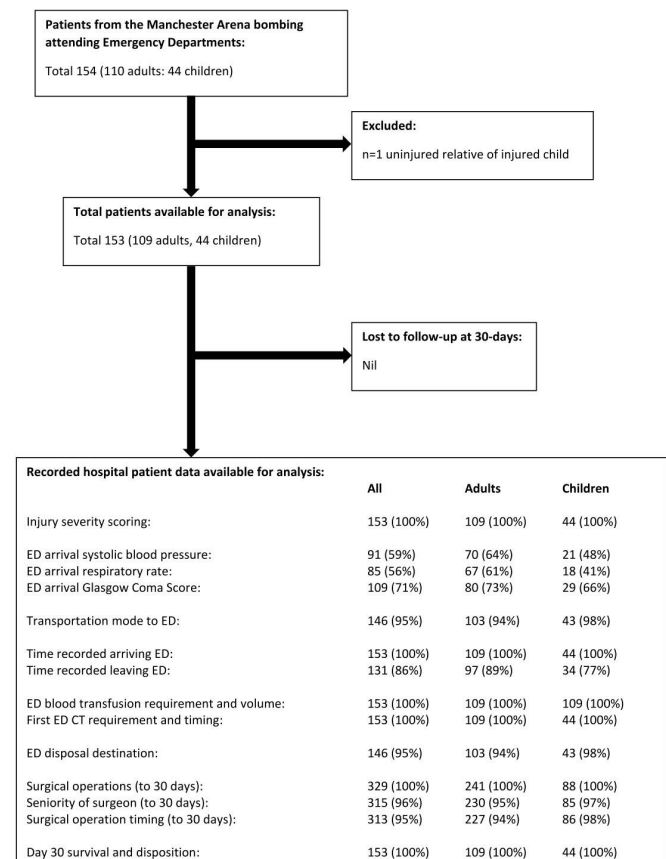 Patients from the Manchester Arena bombing
attending Emergency Departments:
Total 154 (110 adults: 44 children)
Excluded:
n=1 uninjured relative of injured child
Total patients available for analysis:
Total 153 (109 adults, 44 children)
Lost to follow-up at 30-days:
Nil
Recorded hospital patient data available for analysis:
All Adults Children
Injury severity scoring: 153 (100%) 109 (100%) 44 (100%)
ED arrival systolic blood pressure: 91 (59%) 70 (64%) 21 (48%)
ED arrival respiratory rate: 85 (56%) 67 (61%) 18 (41%)
ED arrival Glasgow Coma Score: 109 (71%) 80 (73%) 29 (66%)
Transportation mode to ED: 146 (95%) 103 (94%) 43 (98%)
Time recorded arriving ED: 153 (100%) 109 (100%) 44 (100%)
Time recorded leaving ED: 131 (86%) 97 (89%) 34 (77%)
ED blood transfusion requirement and volume: 153 (100%) 109 (100%) 109 (100%)
First ED CT requirement and timing: 153 (100%) 109 (100%) 44 (100%)
ED disposal destination: 146 (95%) 103 (94%) 43 (98%)
Surgical operations (to 30 days): 329 (100%) 241 (100%) 88 (100%)
Seniority of surgeon (to 30 days): 315 (96%) 230 (95%) 85 (97%)
Surgical operation timing (to 30 days): 313 (95%) 227 (94%) 86 (98%)
Day 30 survival and disposition: 153 (100%) 109 (100%) 44 (100%)